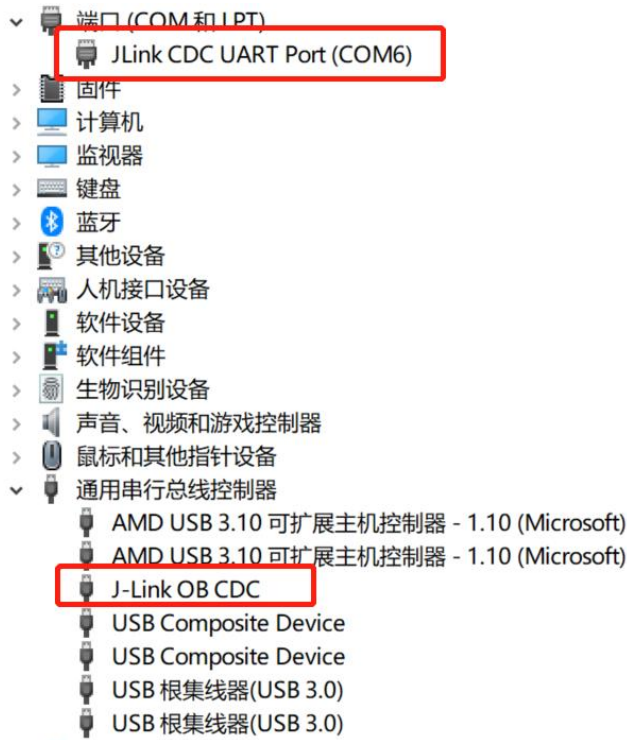 端口 (COM 和 LPT)
JLink CDC UART Port (COM6)
固件
计算机
监视器
键盘
蓝牙
其他设备
人机接口设备
软件设备
软件组件
生物识别设备
声音、视频和游戏控制器
鼠标和其他指针设备
通用串行总线控制器
AMD USB 3.10 可扩展主机控制器 - 1.10 (Microsoft)
AMD USB 3.10 可扩展主机控制器 - 1.10 (Microsoft)
J-Link OB CDC
USB Composite Device
USB Composite Device
USB 根集线器(USB 3.0)
USB 根集线器(USB 3.0)